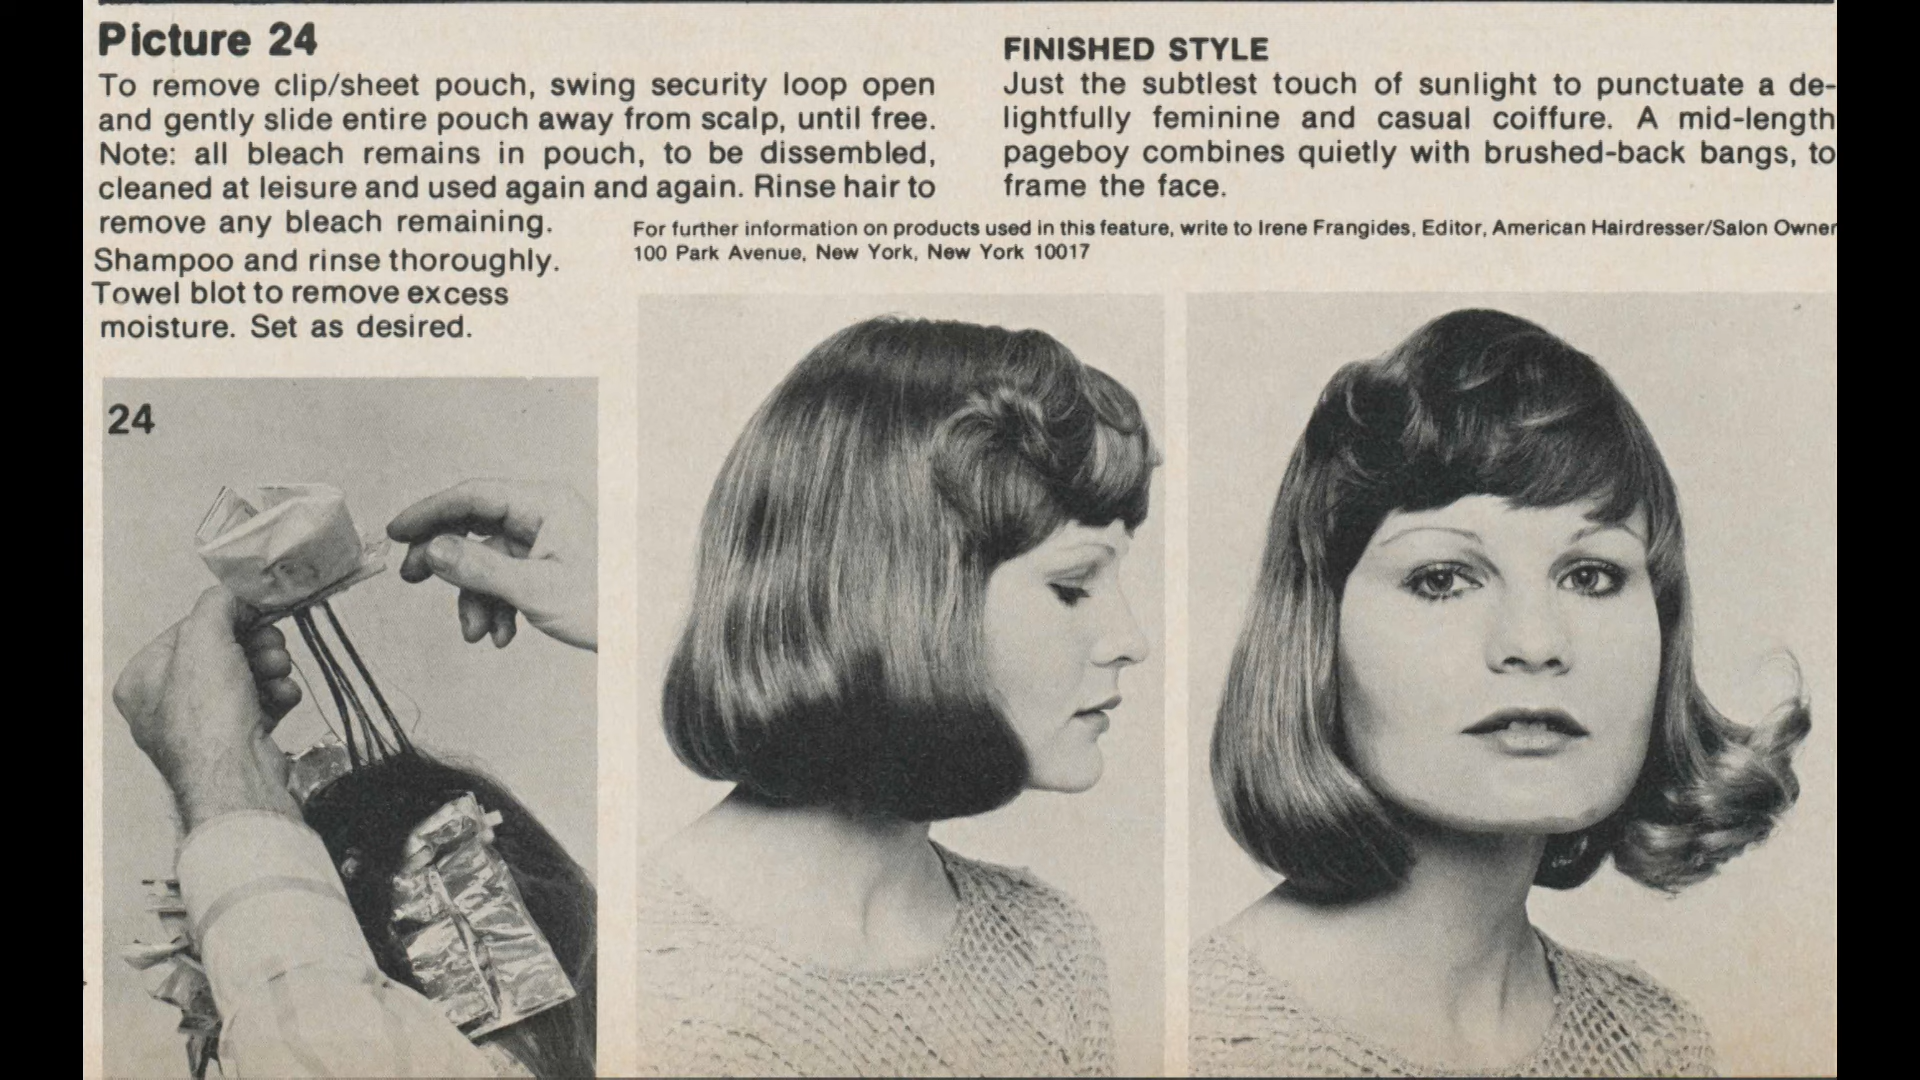 Picture 24
To remove clip/sheet pouch, swing security loop open
and gently slide entire pouch away from scalp, until free.
Note: all bleach remains in pouch, to be dissembled,
cleaned at leisure and used again and again. Rinse hair to
remove any bleach remaining.
Shampoo and rinse thoroughly.
Towel blot to remove excess
moisture. Set as desired.
FINISHED STYLE
Just the subtlest touch of sunlight to punctuate a de-
lightfully feminine and casual coiffure. A mid-length
pageboy combines quietly with brushed-back bangs, to
frame the face.
For further information on products used in this feature, write to Irene Frangides, Editor, American Hairdresser/Salon Owner
100 Park Avenue, New York, New York 10017
24